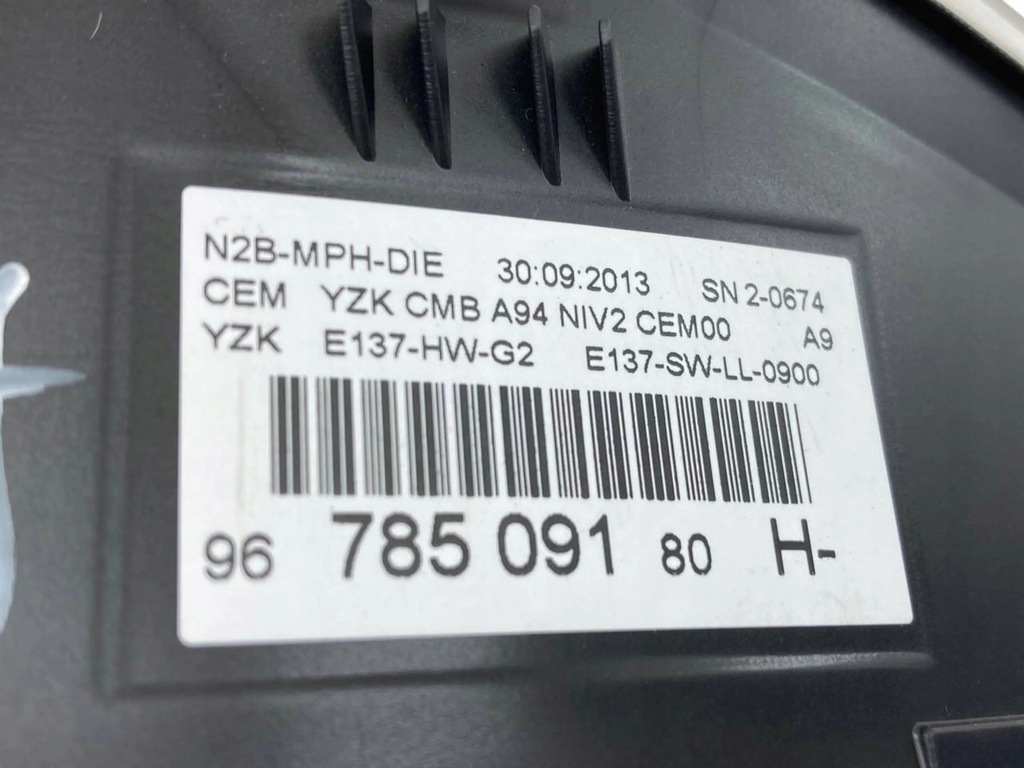 N2B-MPH-DIE 30:09:2013 SN 2-0674
CEM YZK CMB A94 NIV2 CEM00 A9
YZK E137-HW-G2 E137-SW-LL-0900
96 785 091 80 H-